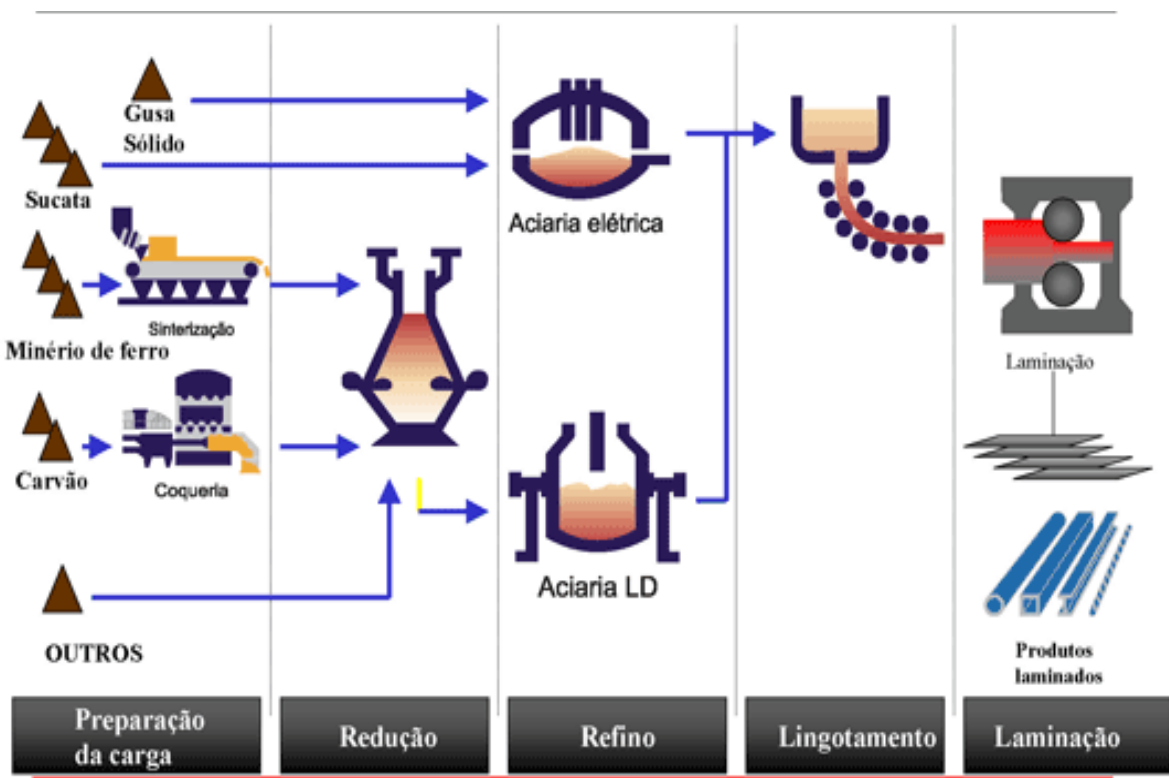 Gusa
Sólido
Sucata
Aciaria elétrica
Sinterização
Minério de ferro
Laminação
Carvão
Coqueria
Aciaria LD
OUTROS
Produtos
laminados
Preparação
da carga
Redução
Refino
Lingotamento
Laminação